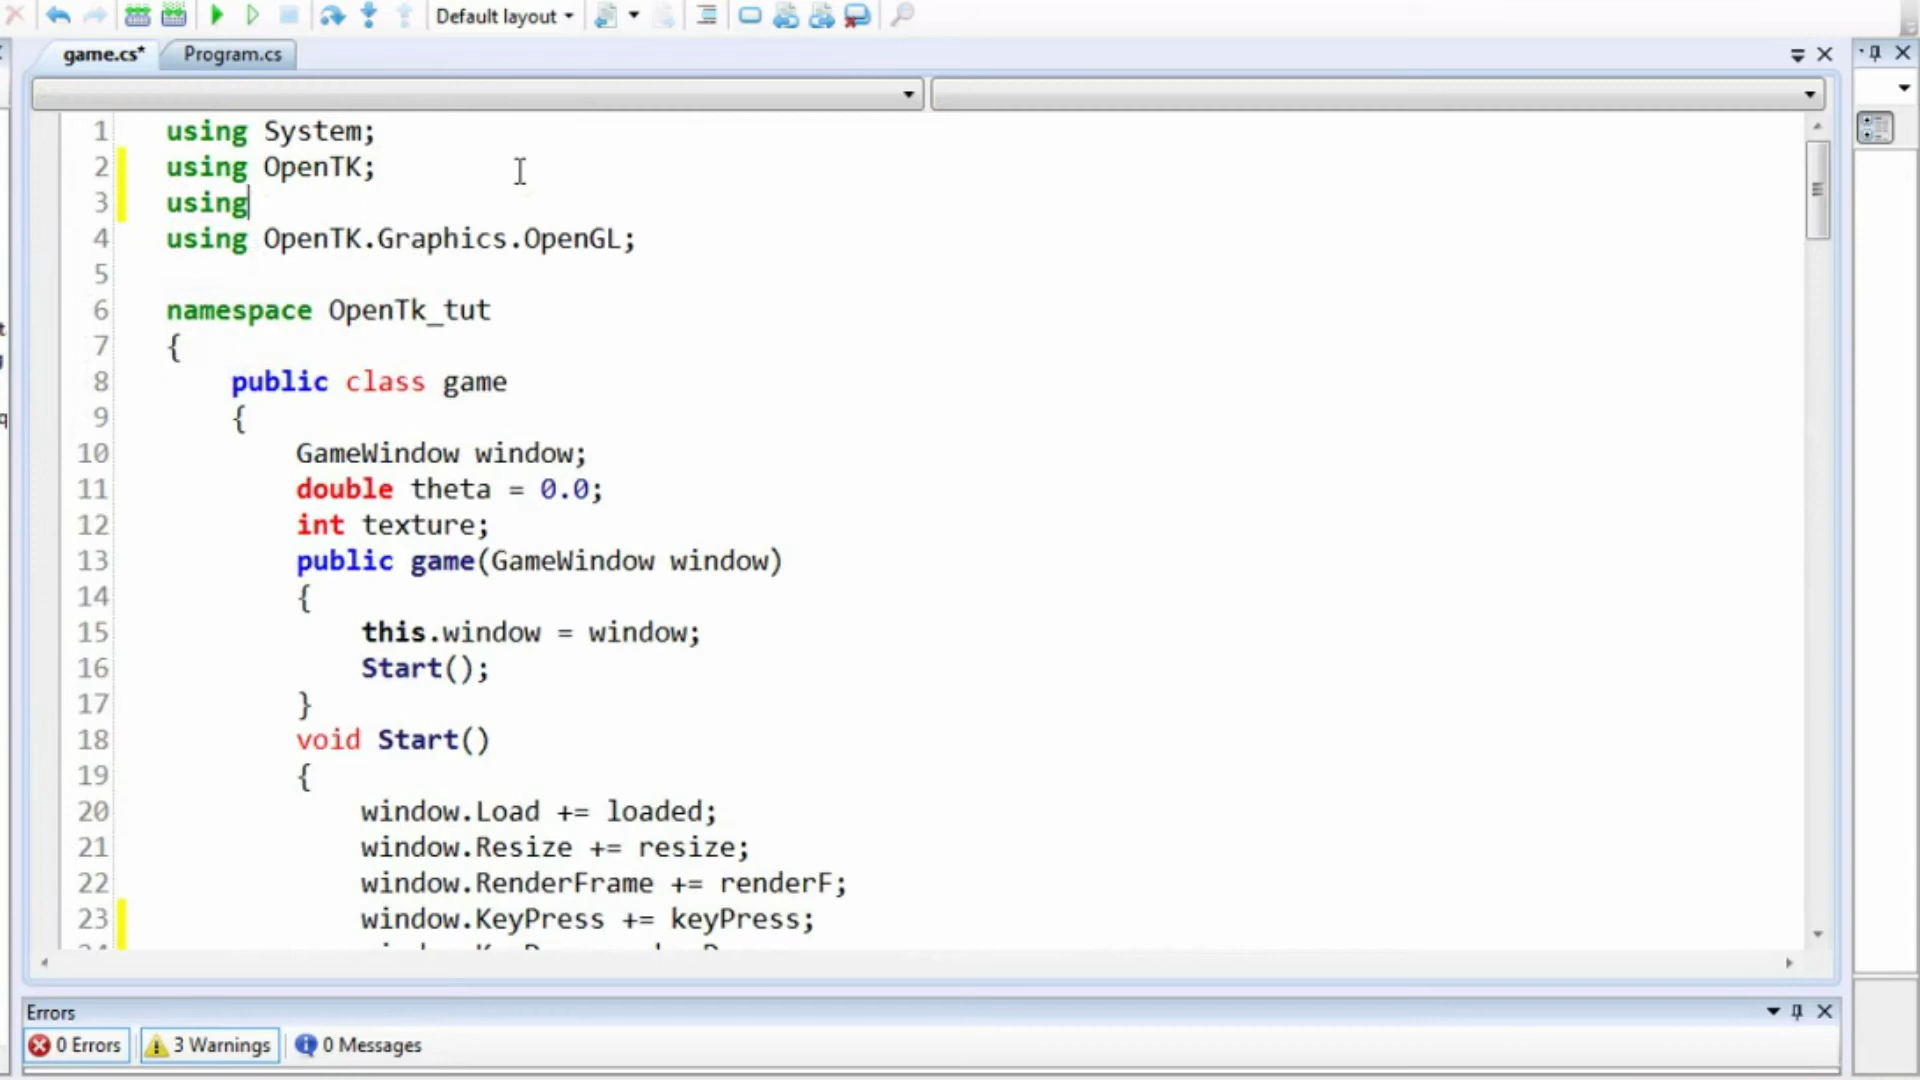 Default layout
game.cs*
Program.cs
1 using System;
2 using OpenTK;
3 using
4 using OpenTK.Graphics.OpenGL;
5
6 namespace OpenTk_tut
7 {
8 public class game
9 {
10 GameWindow window;
11 double theta = 0.0;
12 int texture;
13 public game(GameWindow window)
14 {
15 this.window = window;
16 Start();
17 }
18 void Start()
19 {
20 window.Load += loaded;
21 window.Resize += resize;
22 window.RenderFrame += renderF;
23 window.KeyPress += keyPress;
Errors
0 Errors
3 Warnings
0 Messages